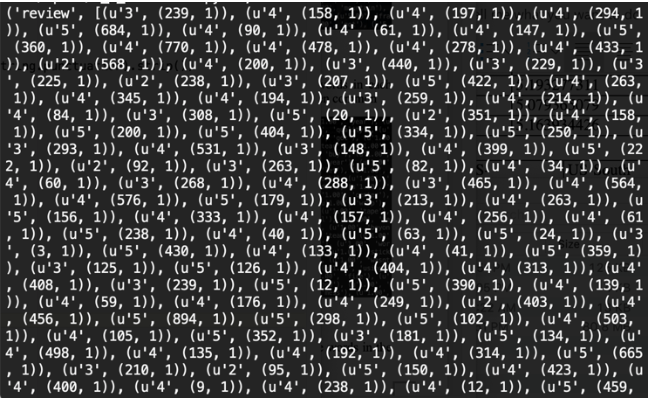 ('review', [(u'3', (239, 1)), (u'4', (158, 1)), (u'4', (197, 1)), (u'4', (294, 1
)), (u'5', (684, 1)), (u'4', (90, 1)), (u'4', (61, 1)), (u'4', (147, 1)), (u'5',
(360, 1)), (u'4', (770, 1)), (u'4', (478, 1)), (u'4', (278, 1)), (u'4', (433, 1
)), (u'2', (568, 1)), (u'4', (200, 1)), (u'3', (440, 1)), (u'3', (229, 1)), (u'3
', (225, 1)), (u'2', (238, 1)), (u'3', (207, 1)), (u'5', (422, 1)), (u'4', (263,
1)), (u'4', (345, 1)), (u'4', (194, 1)), (u'3', (259, 1)), (u'4', (214, 1)), (u'
4', (84, 1)), (u'3', (308, 1)), (u'5', (20, 1)), (u'2', (351, 1)), (u'4', (158,
1)), (u'5', (200, 1)), (u'5', (404, 1)), (u'5', (334, 1)), (u'5', (250, 1)), (u'
3', (293, 1)), (u'4', (531, 1)), (u'3', (148, 1)), (u'4', (399, 1)), (u'5', (22
2, 1)), (u'2', (92, 1)), (u'3', (263, 1)), (u'5', (82, 1)), (u'4', (34, 1)), (u'
4', (60, 1)), (u'3', (268, 1)), (u'4', (288, 1)), (u'3', (465, 1)), (u'4', (564,
1)), (u'4', (576, 1)), (u'5', (179, 1)), (u'3', (213, 1)), (u'4', (263, 1)), (u
'5', (156, 1)), (u'4', (333, 1)), (u'4', (157, 1)), (u'4', (256, 1)), (u'4', (61
, 1)), (u'5', (238, 1)), (u'4', (40, 1)), (u'5', (63, 1)), (u'5', (24, 1)), (u'3
', (3, 1)), (u'5', (430, 1)), (u'4', (133, 1)), (u'4', (41, 1)), (u'5', (359, 1)
), (u'3', (125, 1)), (u'5', (126, 1)), (u'4', (404, 1)), (u'4', (313, 1)), (u'4'
, (408, 1)), (u'3', (239, 1)), (u'5', (12, 1)), (u'5', (390, 1)), (u'4', (139, 1
)), (u'4', (59, 1)), (u'4', (176, 1)), (u'4', (249, 1)), (u'2', (403, 1)), (u'4'
, (456, 1)), (u'5', (894, 1)), (u'5', (298, 1)), (u'5', (102, 1)), (u'4', (503,
1)), (u'4', (105, 1)), (u'5', (352, 1)), (u'3', (181, 1)), (u'5', (134, 1)), (u'
4', (498, 1)), (u'4', (135, 1)), (u'4', (192, 1)), (u'4', (314, 1)), (u'5', (665
, 1)), (u'3', (210, 1)), (u'2', (95, 1)), (u'5', (150, 1)), (u'4', (423, 1)), (u
'4', (400, 1)), (u'4', (9, 1)), (u'4', (238, 1)), (u'4', (12, 1)), (u'5', (459,